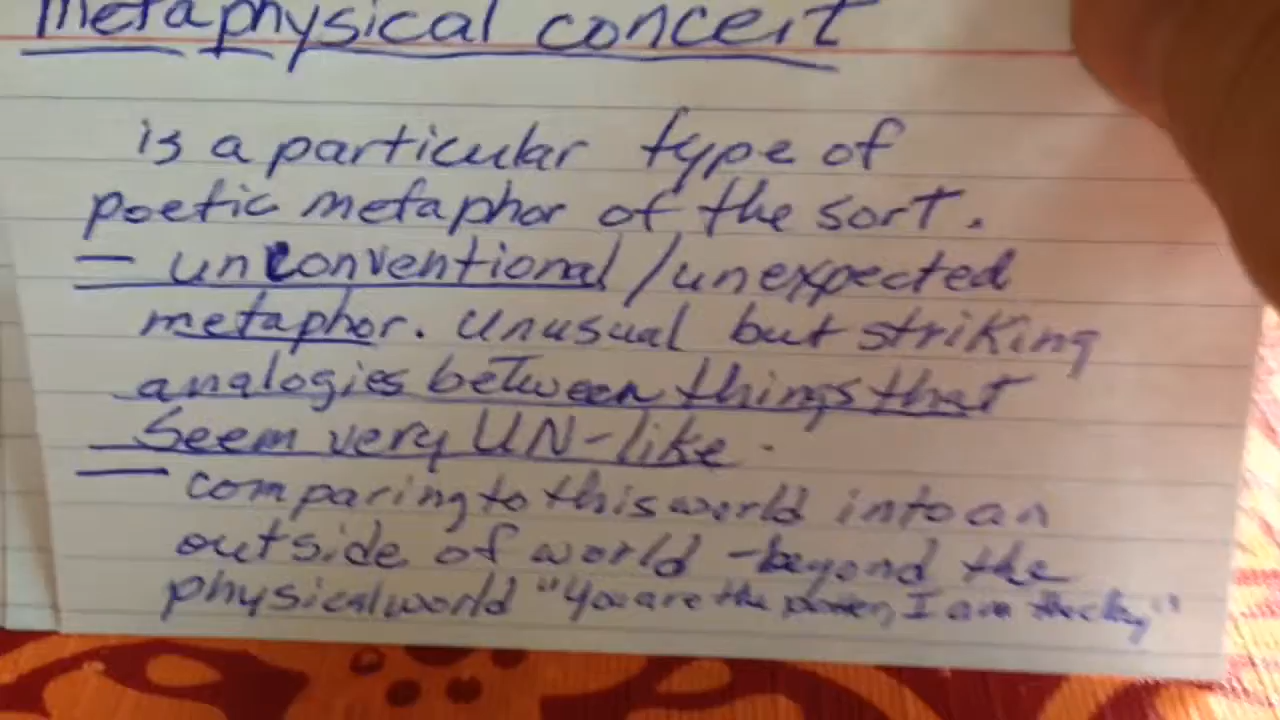 metaphysical conceit
is a particular type of
poetic metaphor of the sort.
— unconventional/unexpected
metaphor. Unusual but striking
analogies between things that
Seem very UN-like.
— comparing to this world into an
outside of world - beyond the
physical world "You are the I am the